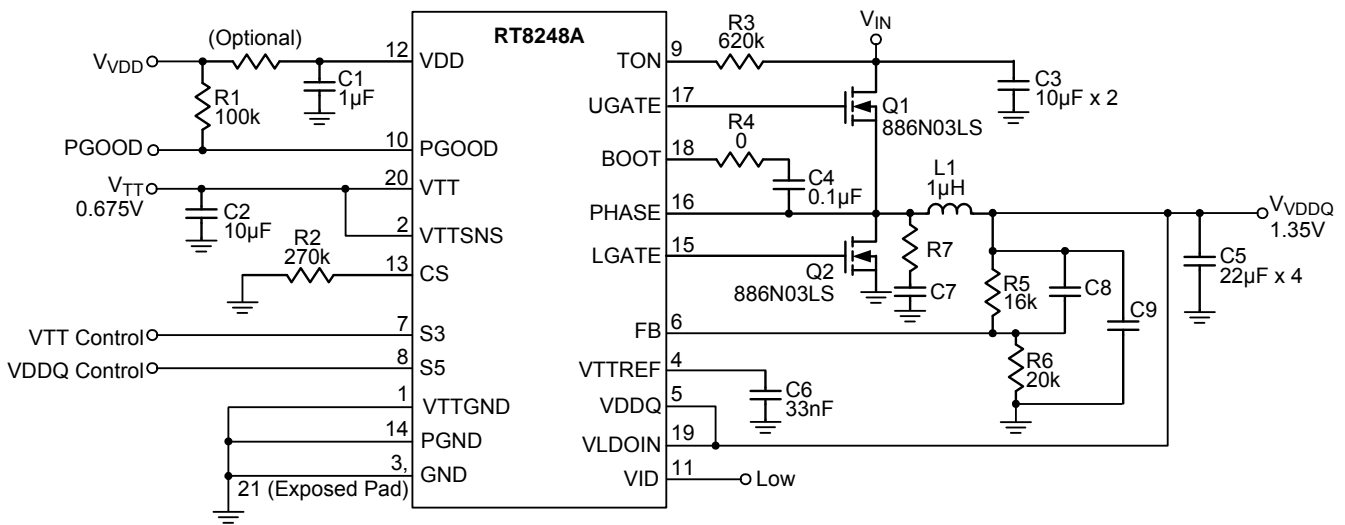 RT8248A
(Optional)
V_VDD
12 VDD
C1
1µF
R1
100k
PGOOD
10 PGOOD
V_TT
0.675V
20 VTT
C2
10µF
2 VTTSNS
R2
270k
13 CS
VTT Control
7 S3
VDDQ Control
8 S5
1 VTTGND
14 PGND
3, GND
21 (Exposed Pad)
TON 9
R3
620k
V_IN
C3
10µF x 2
UGATE 17
Q1
886N03LS
BOOT 18
R4
0
C4
0.1µF
PHASE 16
L1
1µH
V_VDDQ
1.35V
LGATE 15
Q2
886N03LS
R7
C7
R5
16k
C8
C9
C5
22µF x 4
FB 6
R6
20k
VTTREF 4
C6
33nF
VDDQ 5
VLDOIN 19
VID 11
Low